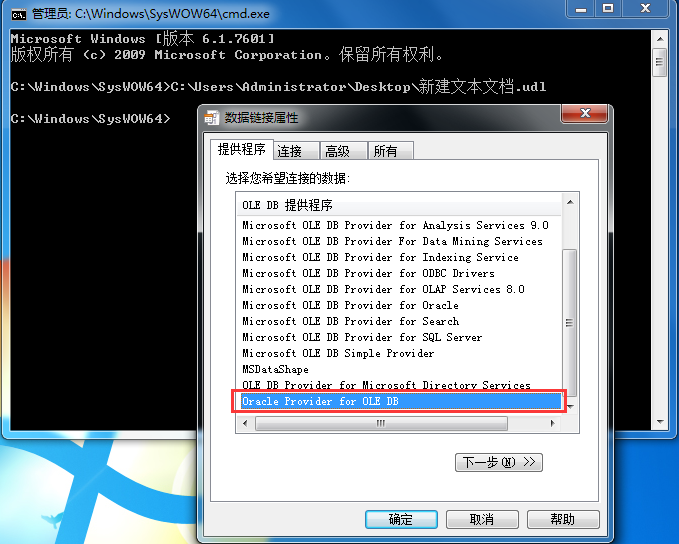 管理员: C:\Windows\SysWOW64\cmd.exe
Microsoft Windows [版本 6.1.7601]
版权所有 (c) 2009 Microsoft Corporation。保留所有权利。
C:\Windows\SysWOW64>C:\Users\Administrator\Desktop\新建文本文档.udl
C:\Windows\SysWOW64>
数据链接属性
提供程序 连接 高级 所有
选择您希望连接的数据:
OLE DB 提供程序
Microsoft OLE DB Provider for Analysis Services 9.0
Microsoft OLE DB Provider For Data Mining Services
Microsoft OLE DB Provider for Indexing Service
Microsoft OLE DB Provider for ODBC Drivers
Microsoft OLE DB Provider for OLAP Services 8.0
Microsoft OLE DB Provider for Oracle
Microsoft OLE DB Provider for Search
Microsoft OLE DB Provider for SQL Server
Microsoft OLE DB Simple Provider
MSDataShape
OLE DB Provider for Microsoft Directory Services
Oracle Provider for OLE DB
下一步(N) >>
确定 取消 帮助